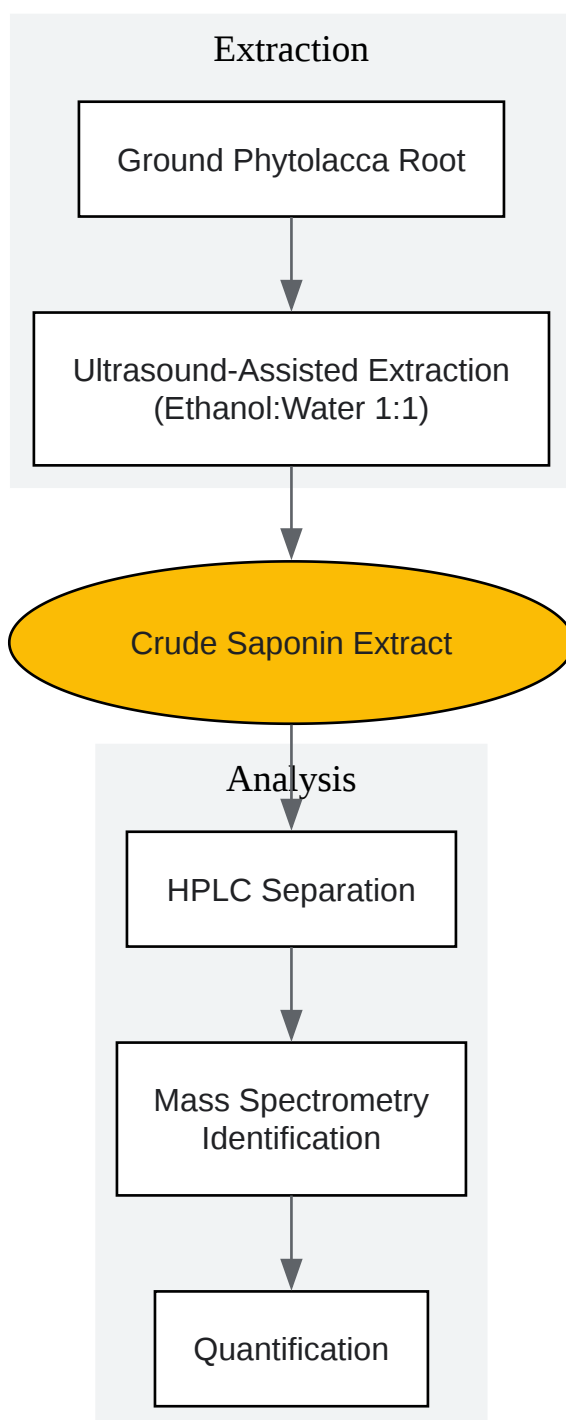 Extraction
Ground Phytolacca Root
Ultrasound-Assisted Extraction
(Ethanol:Water 1:1)
Crude Saponin Extract
Analysis
HPLC Separation
Mass Spectrometry
Identification
Quantification